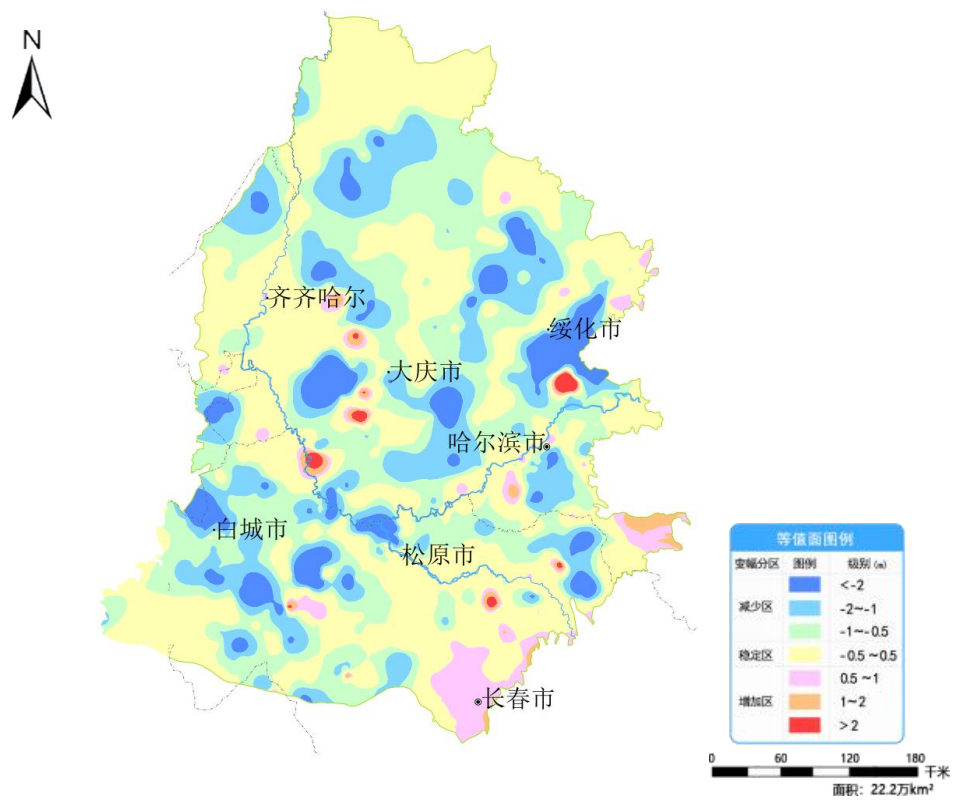 N
齐齐哈尔
绥化市
大庆市
哈尔滨市
白城市
松原市
长春市
等值面图例
变幅分区 图例 级别 (m)
<-2
减少区 -2~-1
-1~-0.5
稳定区 -0.5~0.5
0.5~1
增加区 1~2
>2
0 60 120 180 千米
面积：22.2万km²